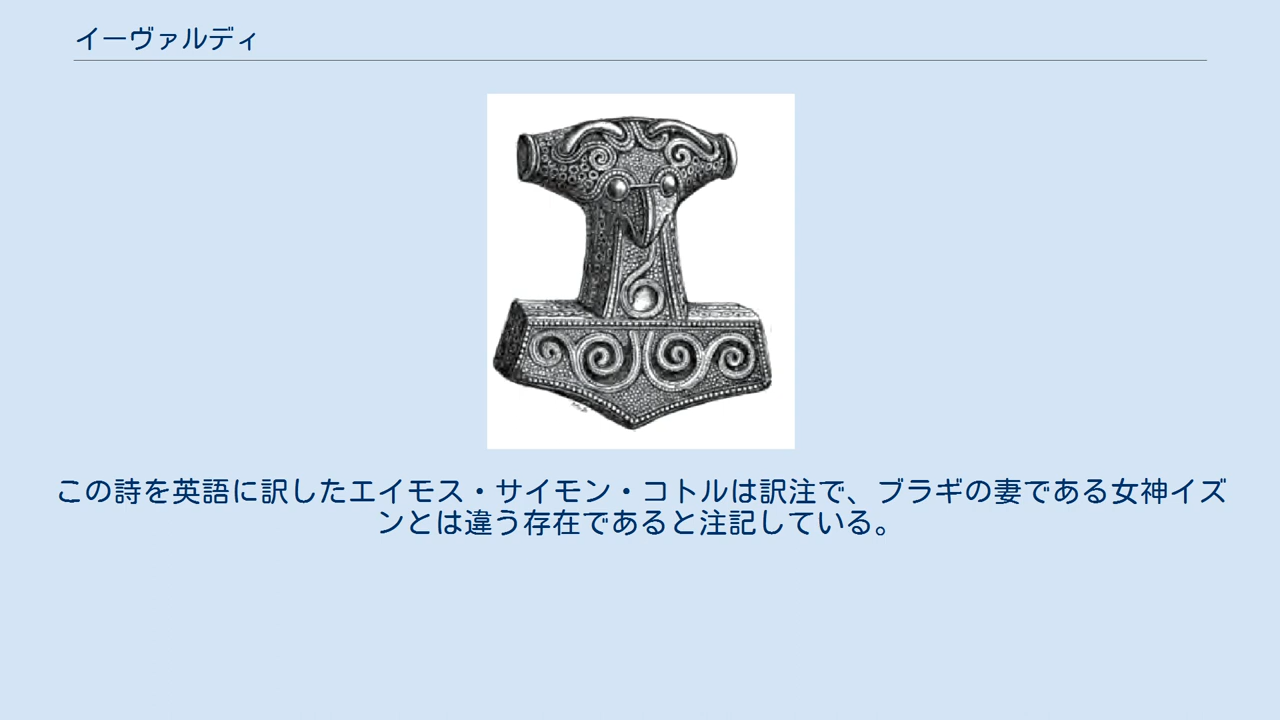 イーヴァルディ
この詩を英語に訳したエイモス・サイモン・コトルは訳注で、ブラギの妻である女神イズ
ンとは違う存在であると注記している。